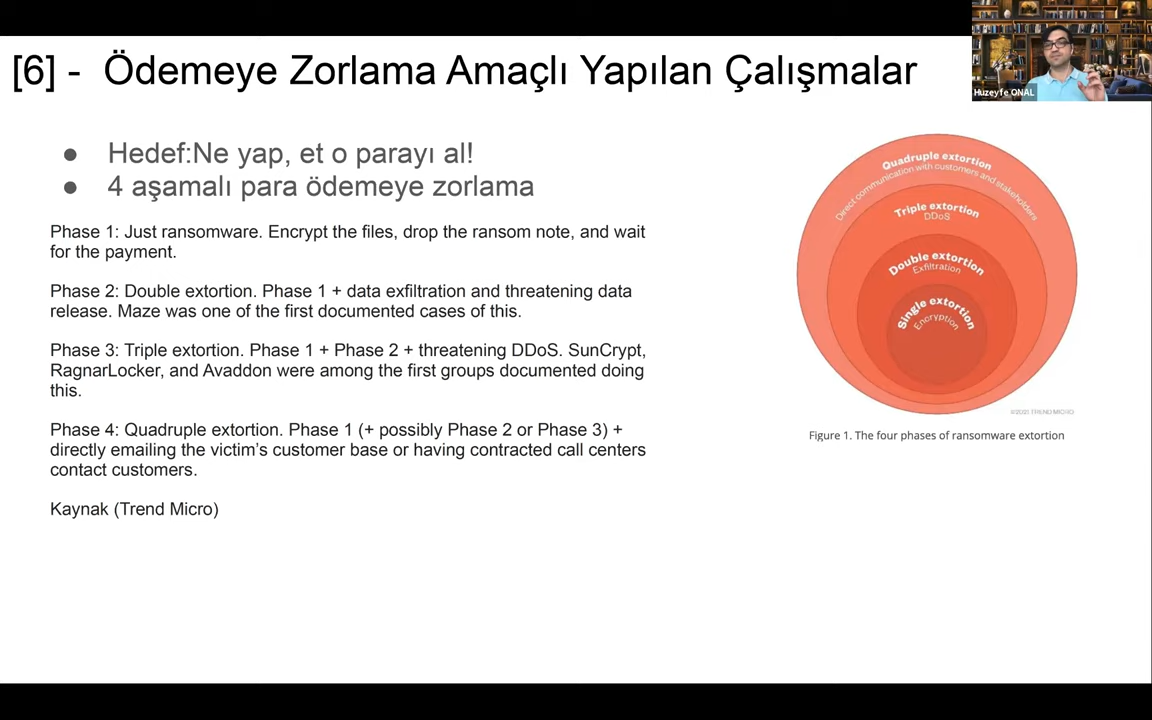 [6] - Ödemeye Zorlama Amaçlı Yapılan Çalışmalar
Huzeyfe ONAL
● Hedef:Ne yap, et o parayı al!
● 4 aşamalı para ödemeye zorlama
Phase 1: Just ransomware. Encrypt the files, drop the ransom note, and wait
for the payment.
Phase 2: Double extortion. Phase 1 + data exfiltration and threatening data
release. Maze was one of the first documented cases of this.
Phase 3: Triple extortion. Phase 1 + Phase 2 + threatening DDoS. SunCrypt,
RagnarLocker, and Avaddon were among the first groups documented doing
this.
Phase 4: Quadruple extortion. Phase 1 (+ possibly Phase 2 or Phase 3) +
directly emailing the victim’s customer base or having contracted call centers
contact customers.
Kaynak (Trend Micro)
Quadruple extortion
Direct communication with customers and stakeholders
Triple extortion
DDoS
Double extortion
Exfiltration
Single extortion
Encryption
©2021 TREND MICRO
Figure 1. The four phases of ransomware extortion